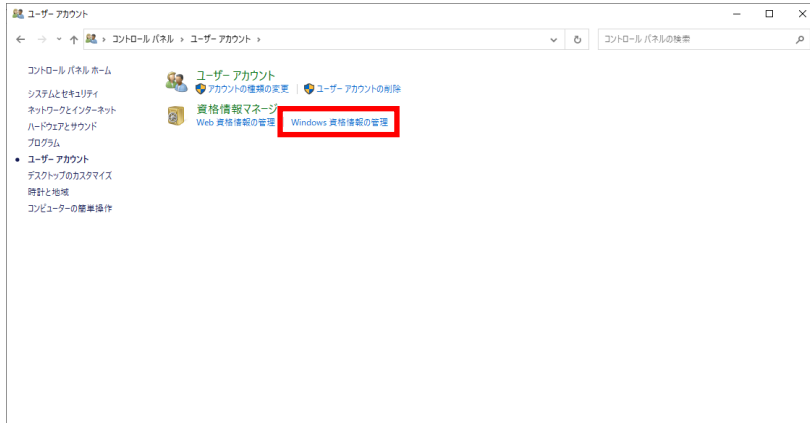 ユーザー アカウント
コントロール パネル › ユーザー アカウント ›
コントロール パネルの検索
コントロール パネル ホーム
システムとセキュリティ
ネットワークとインターネット
ハードウェアとサウンド
プログラム
ユーザー アカウント
デスクトップのカスタマイズ
時計と地域
コンピューターの簡単操作
ユーザー アカウント
アカウントの種類の変更 | ユーザー アカウントの削除
資格情報マネージ
Web 資格情報の管理 Windows 資格情報の管理